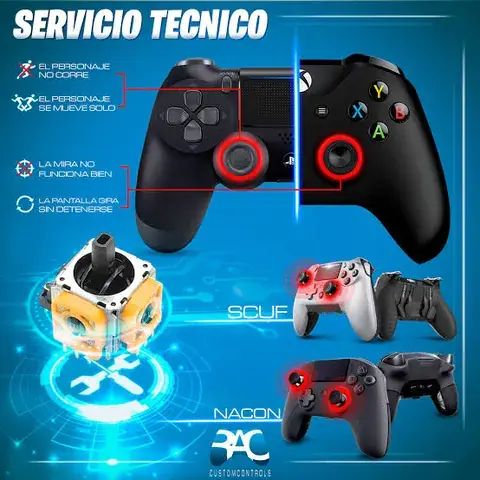 SERVICIO TECNICO
EL PERSONAJE
NO CORRE
EL PERSONAJE
SE MUEVE SOLO
LA MIRA NO
FUNCIONA BIEN
LA PANTALLA GIRA
SIN DETENERSE
Y
X
B
A
SCUF
NACON
BAC
CUSTOMCONTROLS